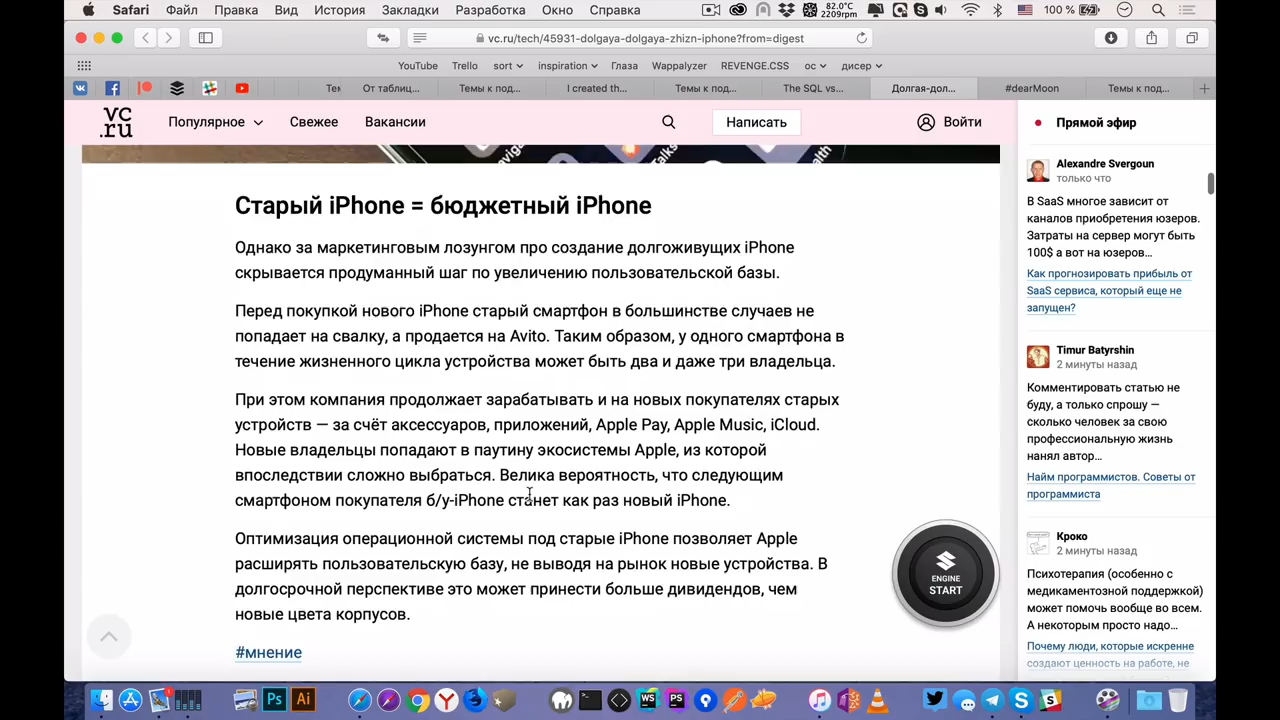 Safari Файл Правка Вид История Закладки Разработка Окно Справка
82.0°C
2209rpm
100 %
vc.ru/tech/45931-dolgaya-dolgaya-zhizn-iphone?from=digest
YouTube Trello sort inspiration Глаза Wappalyzer REVENGE.CSS ос дисер
Тем От таблиц... Темы к под... I created th... Темы к под... The SQL vs... Долгая-дол... #dearMoon Темы к под...
vc
.ru
Популярное Свежее Вакансии Написать Войти
Navig
Talks
alth
Старый iPhone = бюджетный iPhone
Однако за маркетинговым лозунгом про создание долгоживущих iPhone
скрывается продуманный шаг по увеличению пользовательской базы.
Перед покупкой нового iPhone старый смартфон в большинстве случаев не
попадает на свалку, а продается на Avito. Таким образом, у одного смартфона в
течение жизненного цикла устройства может быть два и даже три владельца.
При этом компания продолжает зарабатывать и на новых покупателях старых
устройств — за счёт аксессуаров, приложений, Apple Pay, Apple Music, iCloud.
Новые владельцы попадают в паутину экосистемы Apple, из которой
впоследствии сложно выбраться. Велика вероятность, что следующим
смартфоном покупателя б/у-iPhone станет как раз новый iPhone.
Оптимизация операционной системы под старые iPhone позволяет Apple
расширять пользовательскую базу, не выводя на рынок новые устройства. В
долгосрочной перспективе это может принести больше дивидендов, чем
новые цвета корпусов.
#мнение
ENGINE
START
Прямой эфир
Alexandre Svergoun
только что
В SaaS многое зависит от
каналов приобретения юзеров.
Затраты на сервер могут быть
100$ а вот на юзеров...
Как прогнозировать прибыль от
SaaS сервиса, который еще не
запущен?
Timur Batyrshin
2 минуты назад
Комментировать статью не
буду, а только спрошу —
сколько человек за свою
профессиональную жизнь
нанял автор...
Найм программистов. Советы от
программиста
Кроко
2 минуты назад
Психотерапия (особенно с
медикаментозной поддержкой)
может помочь вообще во всем.
А некоторым просто надо...
Почему люди, которые искренне
создают ценность на работе, не
Ps Ai WS PS